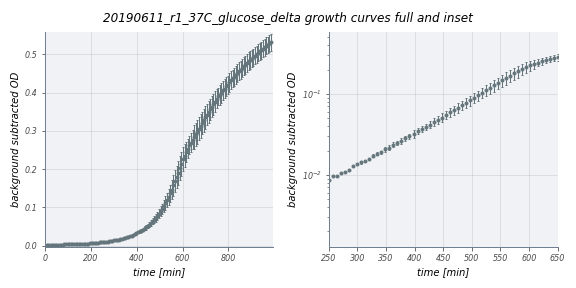 20190611_r1_37C_glucose_delta growth curves full and inset
background subtracted OD
0.5
0.4
0.3
0.2
0.1
0.0
0 200 400 600 800
time [min]
background subtracted OD
10⁻¹
10⁻²
250 300 350 400 450 500 550 600 650
time [min]